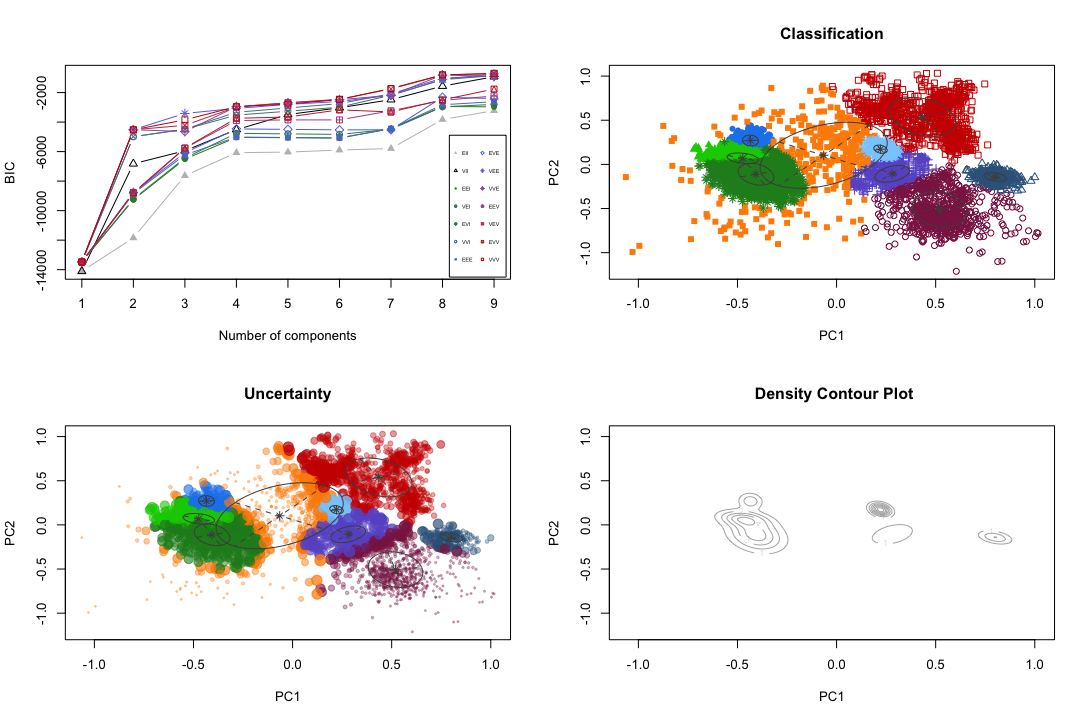 BIC
-2000
-6000
-10000
-14000
1 2 3 4 5 6 7 8 9
Number of components
EII EVE
VII VEE
EEI VVE
VEI EEV
EVI VEV
VVI EVV
EEE VVV
Classification
PC2
1.0
0.5
0.0
-0.5
-1.0
-1.0 -0.5 0.0 0.5 1.0
PC1
Uncertainty
PC2
1.0
0.5
0.0
-0.5
-1.0
-1.0 -0.5 0.0 0.5 1.0
PC1
Density Contour Plot
PC2
1.0
0.5
0.0
-0.5
-1.0
-1.0 -0.5 0.0 0.5 1.0
PC1